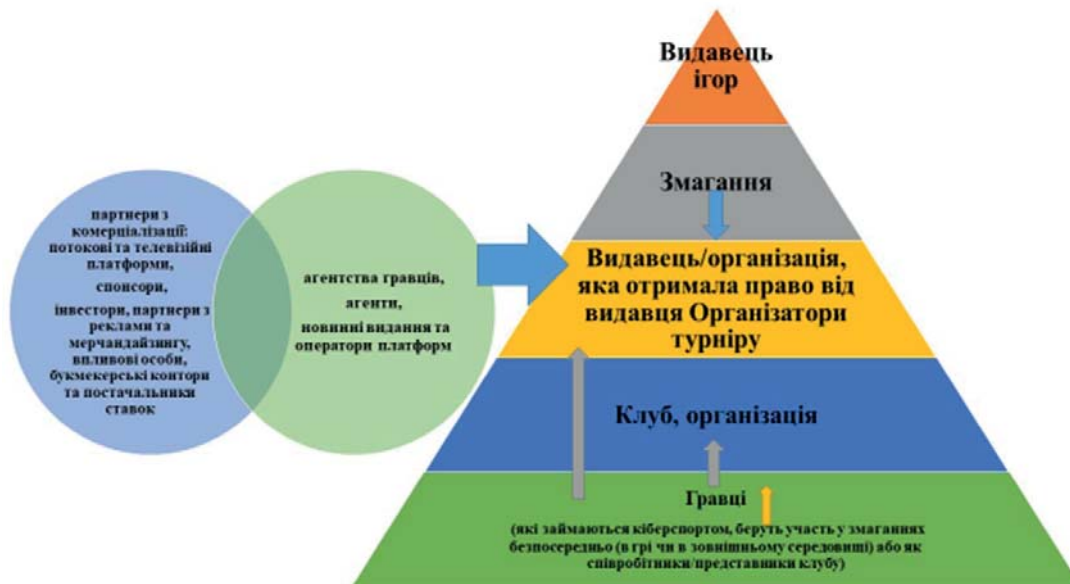 партнери з
комерціалізації:
потокові та телевізійні
платформи,
спонсори,
інвестори, партнери з
реклами та
мерчандайзингу,
впливові особи,
букмекерські контори
та постачальники
ставок
агентства гравців,
агенти,
новинні видання та
оператори платформ
Видавець
ігор
Змагання
Видавець/організація,
яка отримала право від
видавця Організатори
турніру
Клуб, організація
Гравці
(які займаються кіберспортом, беруть участь у змаганнях
безпосередньо (в грі чи в зовнішньому середовищі) або як
співробітники/представники клубу)